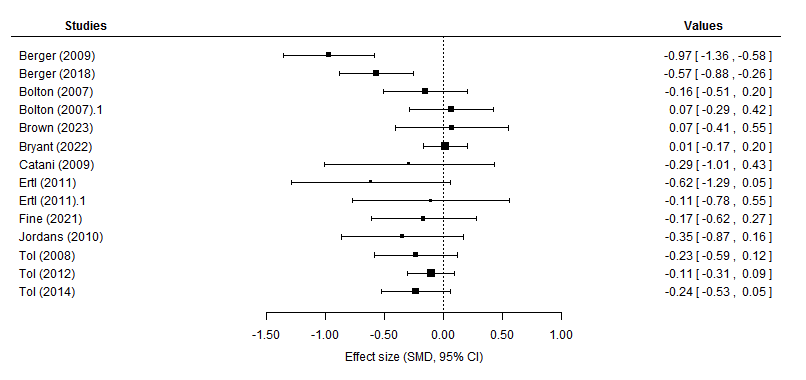 Studies Values
Berger (2009) -0.97 [ -1.36 , -0.58 ]
Berger (2018) -0.57 [ -0.88 , -0.26 ]
Bolton (2007) -0.16 [ -0.51 , 0.20 ]
Bolton (2007).1 0.07 [ -0.29 , 0.42 ]
Brown (2023) 0.07 [ -0.41 , 0.55 ]
Bryant (2022) 0.01 [ -0.17 , 0.20 ]
Catani (2009) -0.29 [ -1.01 , 0.43 ]
Ertl (2011) -0.62 [ -1.29 , 0.05 ]
Ertl (2011).1 -0.11 [ -0.78 , 0.55 ]
Fine (2021) -0.17 [ -0.62 , 0.27 ]
Jordans (2010) -0.35 [ -0.87 , 0.16 ]
Tol (2008) -0.23 [ -0.59 , 0.12 ]
Tol (2012) -0.11 [ -0.31 , 0.09 ]
Tol (2014) -0.24 [ -0.53 , 0.05 ]
-1.50 -1.00 -0.50 0.00 0.50 1.00
Effect size (SMD, 95% CI)